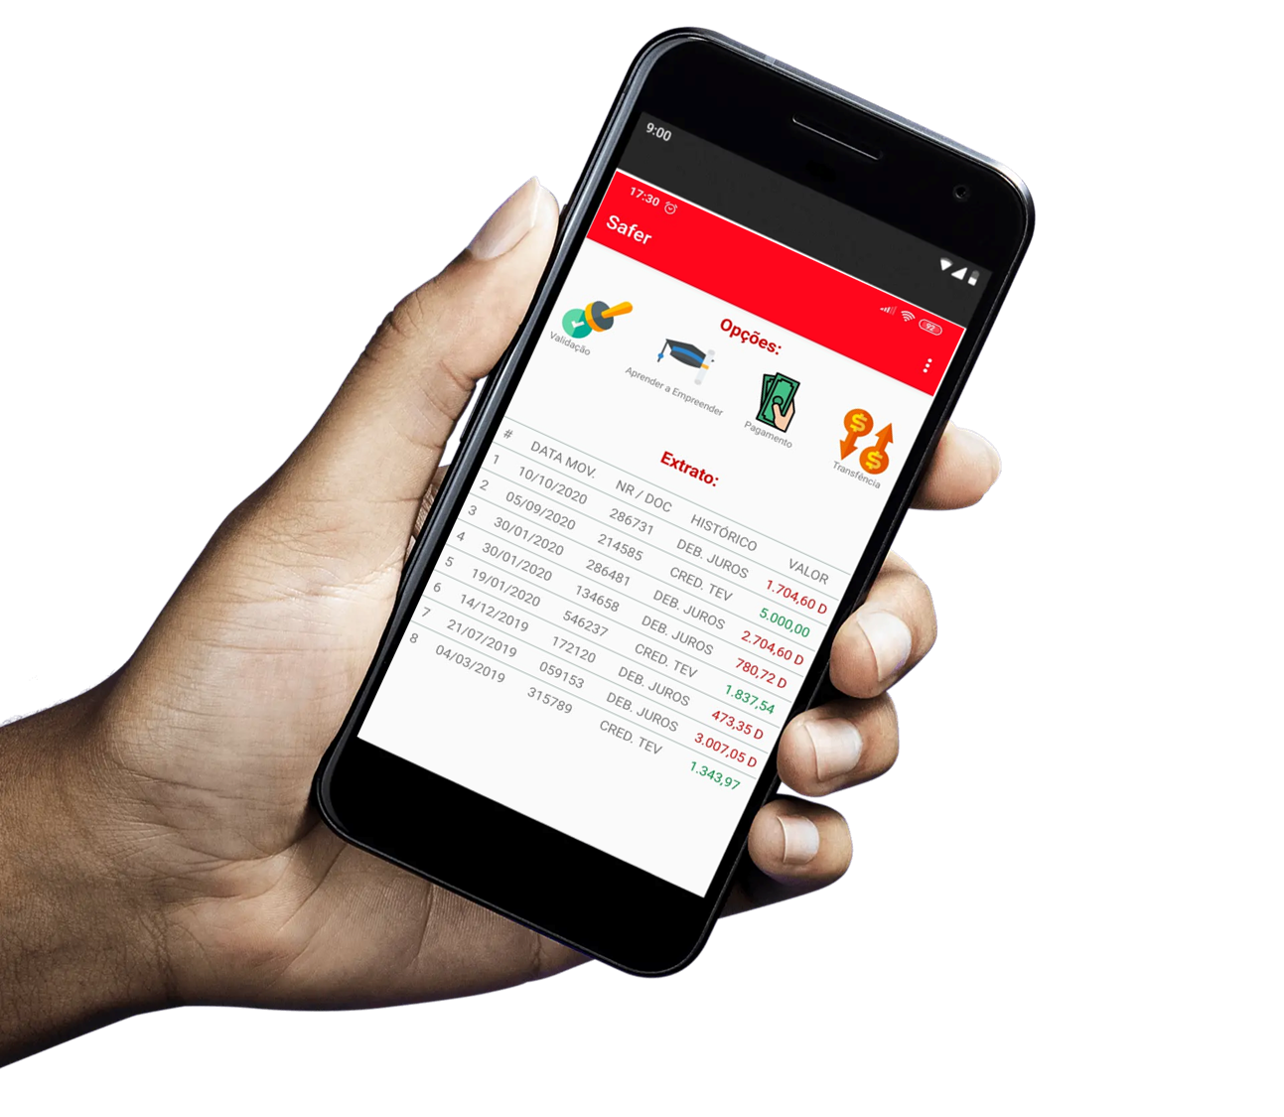 9:00
17:30
92
Safer
Opções:
Validação
Aprender a Empreender
Pagamento
Transfência
Extrato:
# DATA MOV. NR / DOC HISTÓRICO VALOR
1 10/10/2020 286731 DEB. JUROS 1.704,60 D
2 05/09/2020 214585 CRED. TEV 5.000,00
3 30/01/2020 286481 DEB. JUROS 2.704,60 D
4 30/01/2020 134658 DEB. JUROS 780,72 D
5 19/01/2020 546237 CRED. TEV 1.837,54
6 14/12/2019 172120 DEB. JUROS 473,35 D
7 21/07/2019 059153 DEB. JUROS 3.007,05 D
8 04/03/2019 315789 CRED. TEV 1.343,97